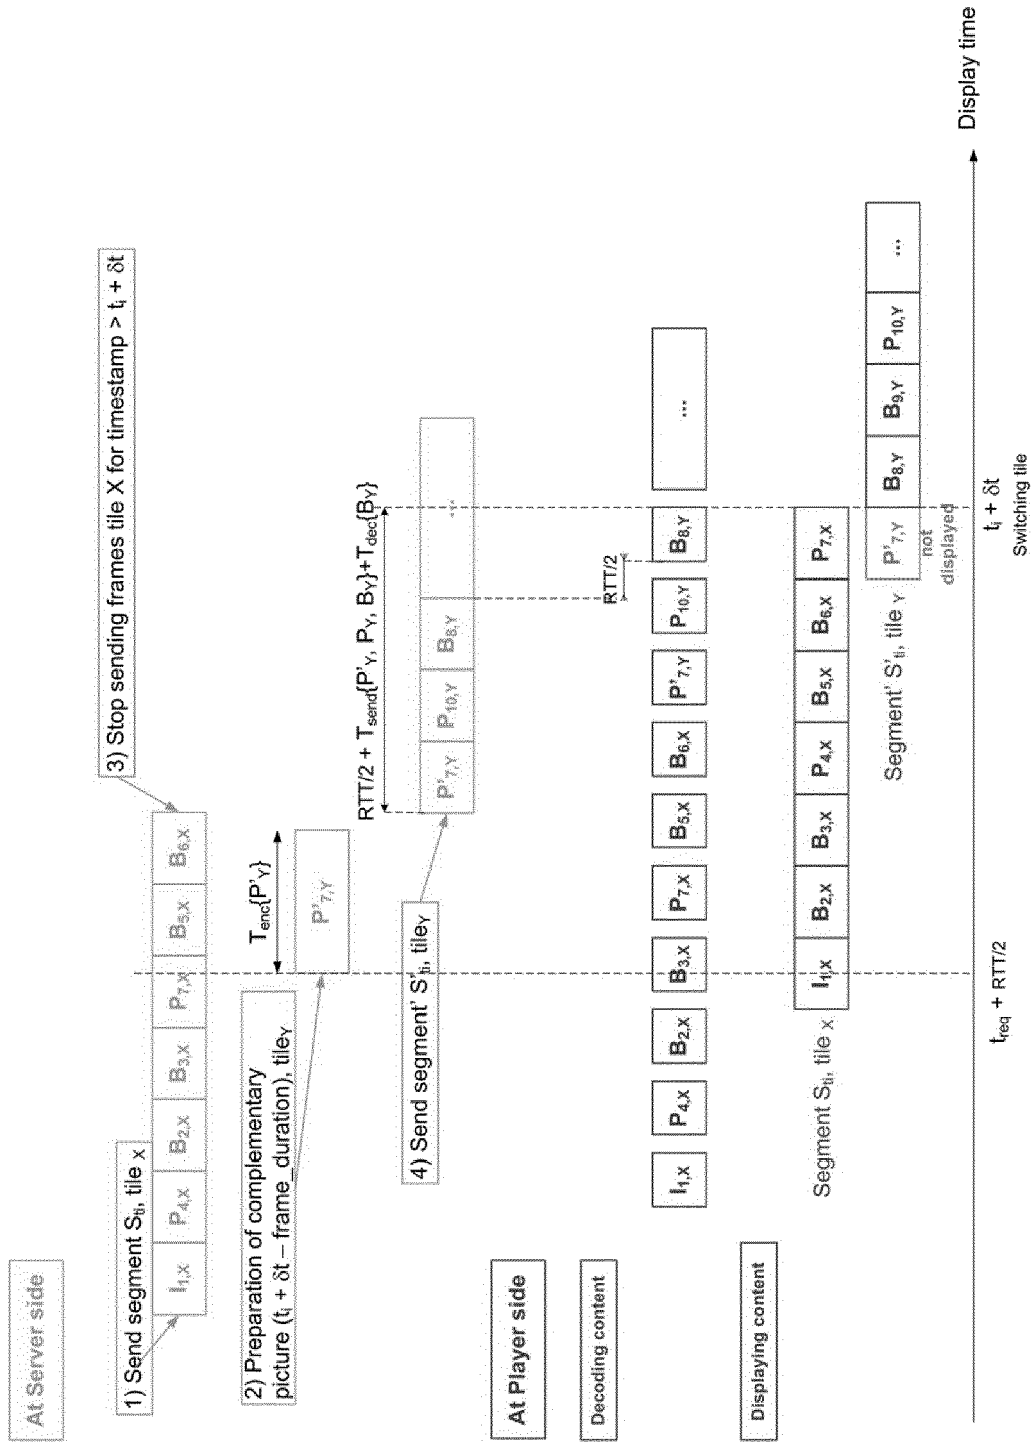 At Server side
1) Send segment Sti, tile X
I1,X P4,X B2,X B3,X P7,X B5,X B6,X
3) Stop sending frames tile X for timestamp > ti + δt
2) Preparation of complementary
picture (ti + δt – frame_duration), tileY
Tenc{P'Y}
P'7,Y
4) Send segment' S'ti, tileY
RTT/2 + Tsend{P'Y, PY, BY}+Tdec{BY}
P'7,Y P10,Y B8,Y ...
RTT/2
At Player side
Decoding content
I1,X P4,X B2,X B3,X P7,X B5,X B6,X P'7,Y P10,Y B8,Y ...
Displaying content
I1,X B2,X B3,X P4,X B5,X B6,X P7,X
Segment Sti, tile X
P'7,Y B8,Y B9,Y P10,Y ...
not
displayed
Segment' S'ti, tile Y
treq + RTT/2
ti + δt
Switching tile
Display time